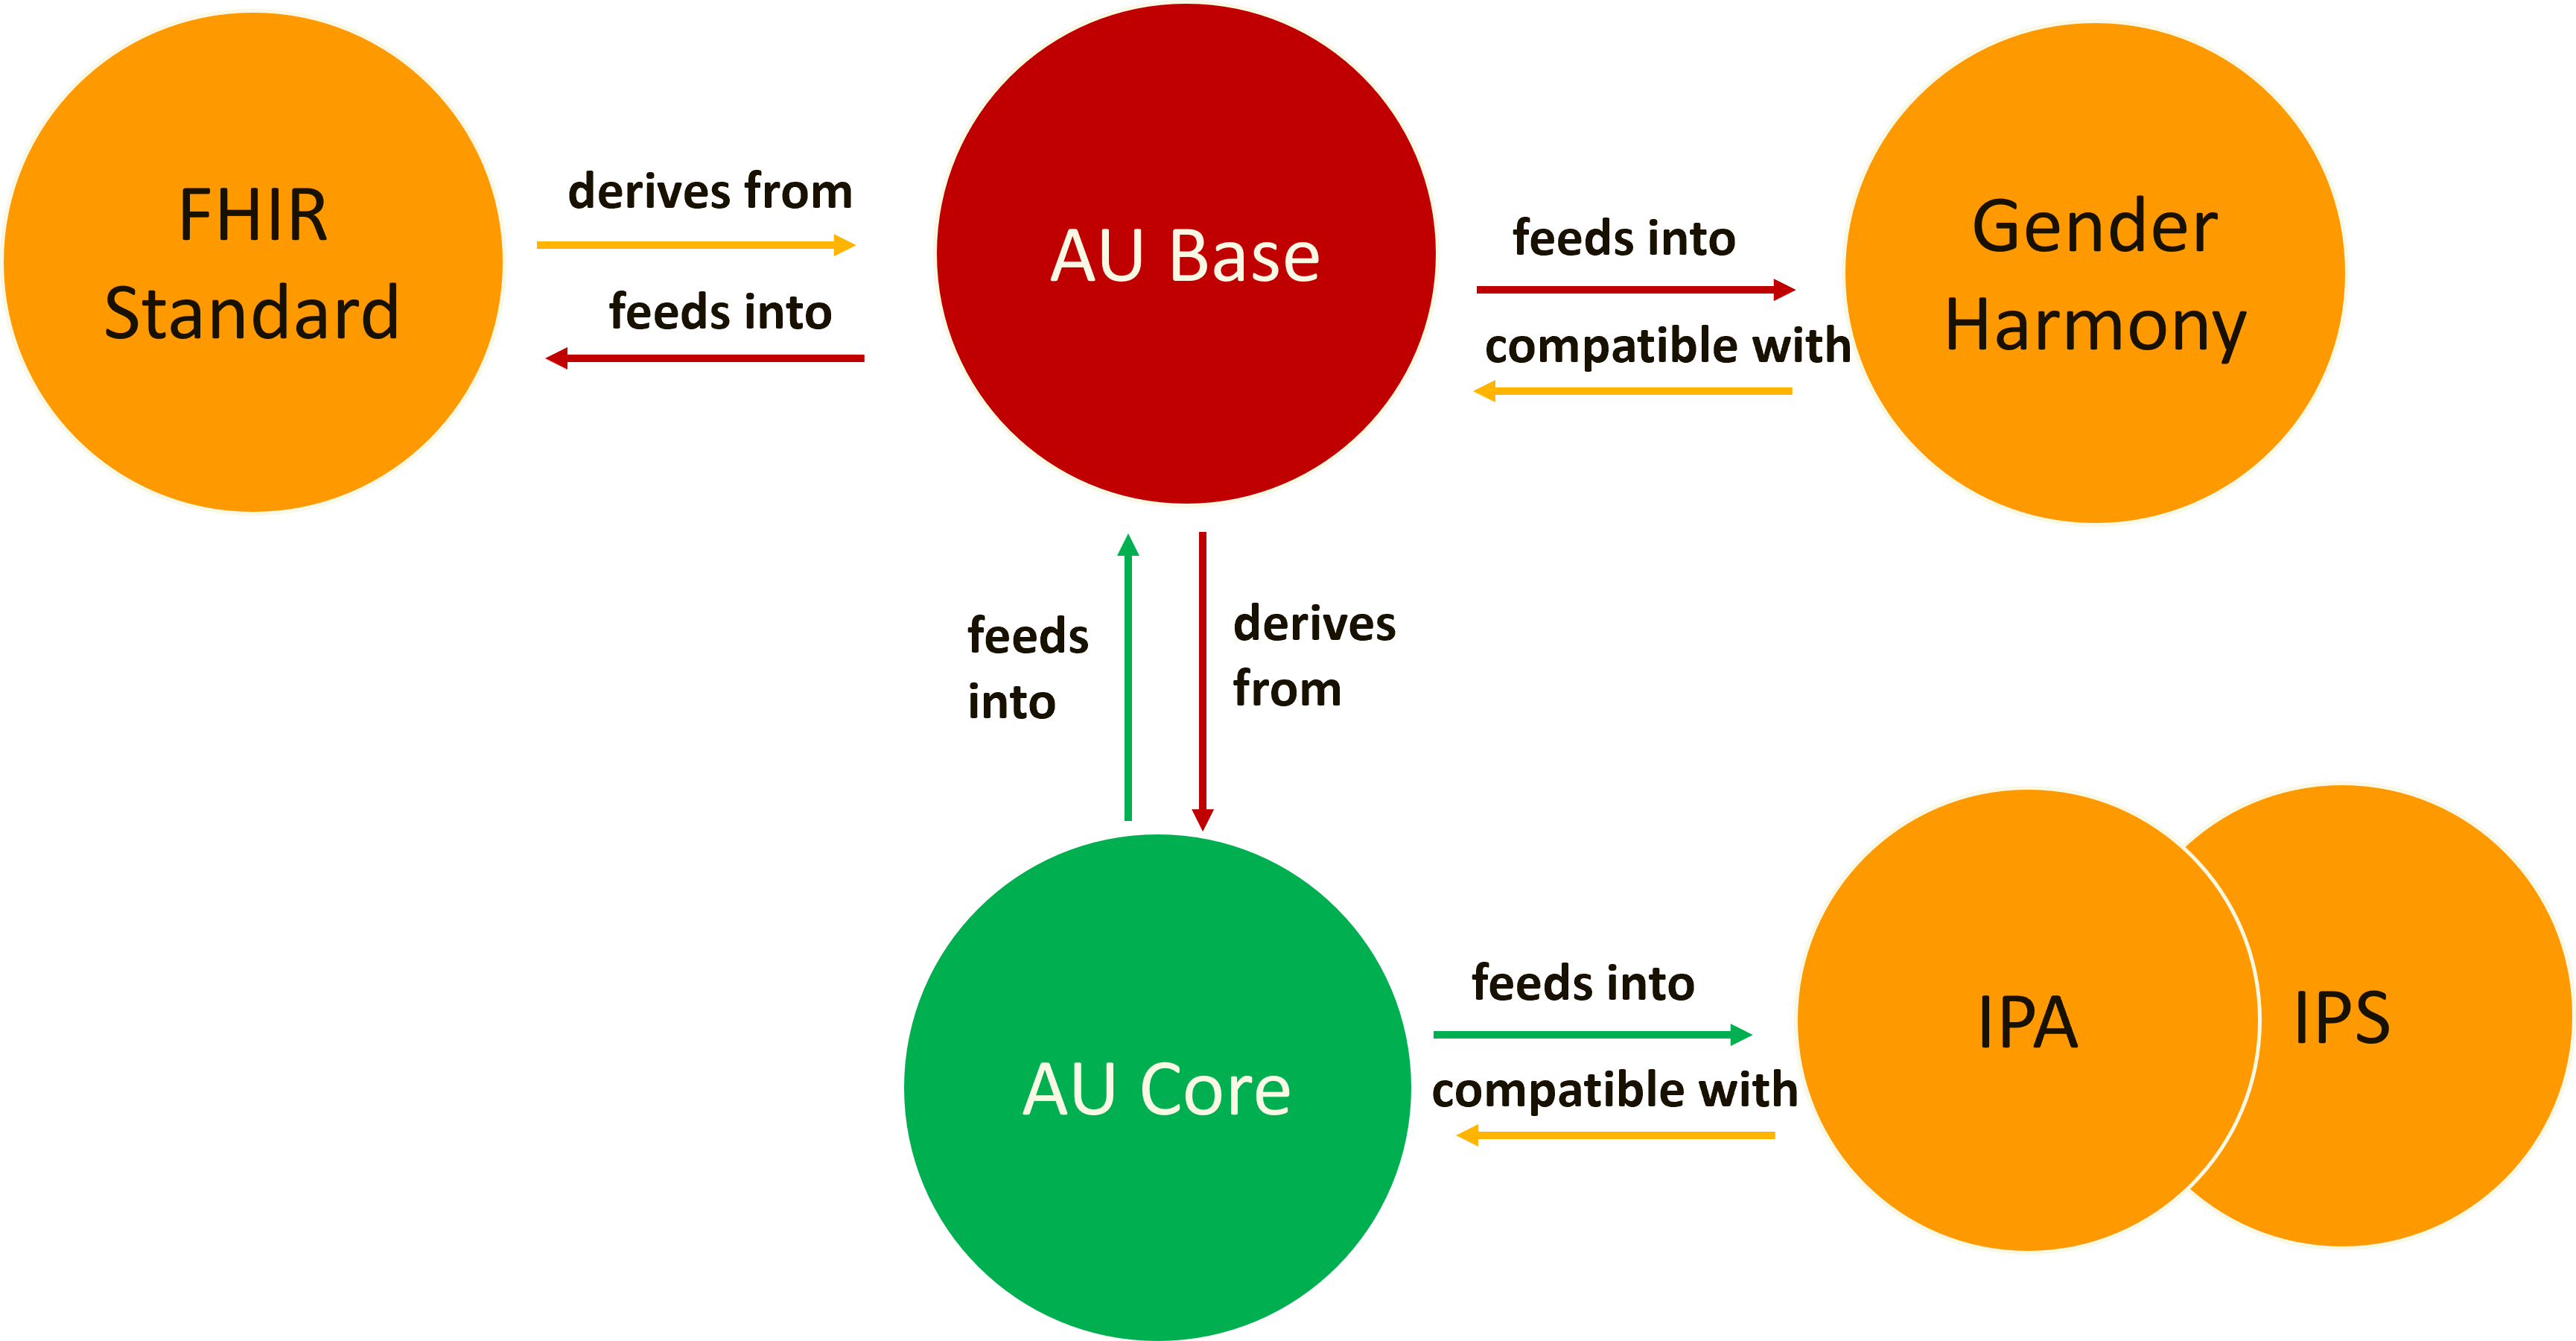 FHIR
Standard
derives from
feeds into
AU Base
feeds into
compatible with
Gender
Harmony
feeds
into
derives
from
AU Core
feeds into
compatible with
IPA
IPS